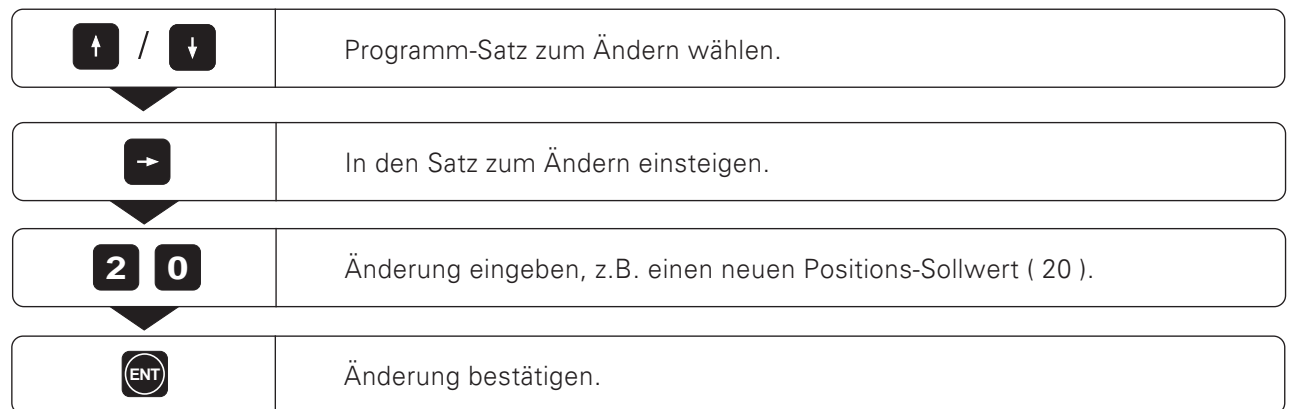 / Programm-Satz zum Ändern wählen.
In den Satz zum Ändern einsteigen.
2 0 Änderung eingeben, z.B. einen neuen Positions-Sollwert ( 20 ).
ENT Änderung bestätigen.